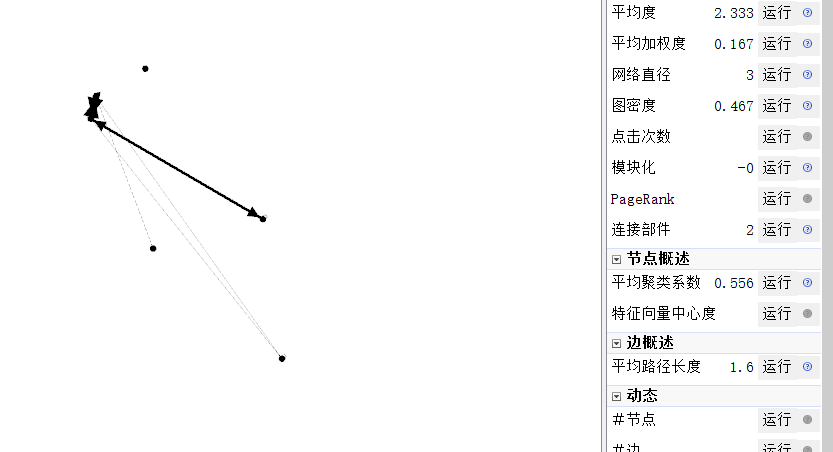 平均度 2.333 运行
平均加权度 0.167 运行
网络直径 3 运行
图密度 0.467 运行
点击次数 运行
模块化 -0 运行
PageRank 运行
连接部件 2 运行
节点概述
平均聚类系数 0.556 运行
特征向量中心度 运行
边概述
平均路径长度 1.6 运行
动态
#节点 运行
#边 运行